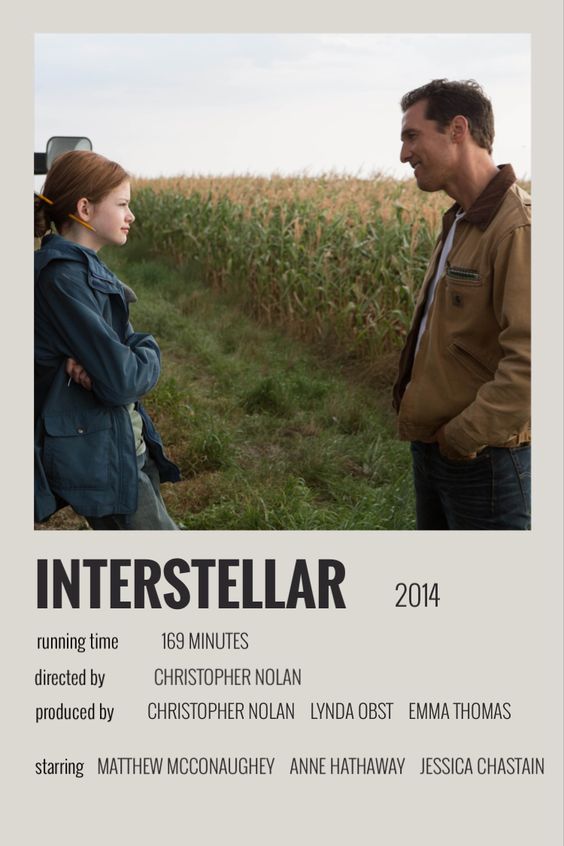 INTERSTELLAR 2014
running time 169 MINUTES
directed by CHRISTOPHER NOLAN
produced by CHRISTOPHER NOLAN LYNDA OBST EMMA THOMAS
starring MATTHEW MCCONAUGHEY ANNE HATHAWAY JESSICA CHASTAIN